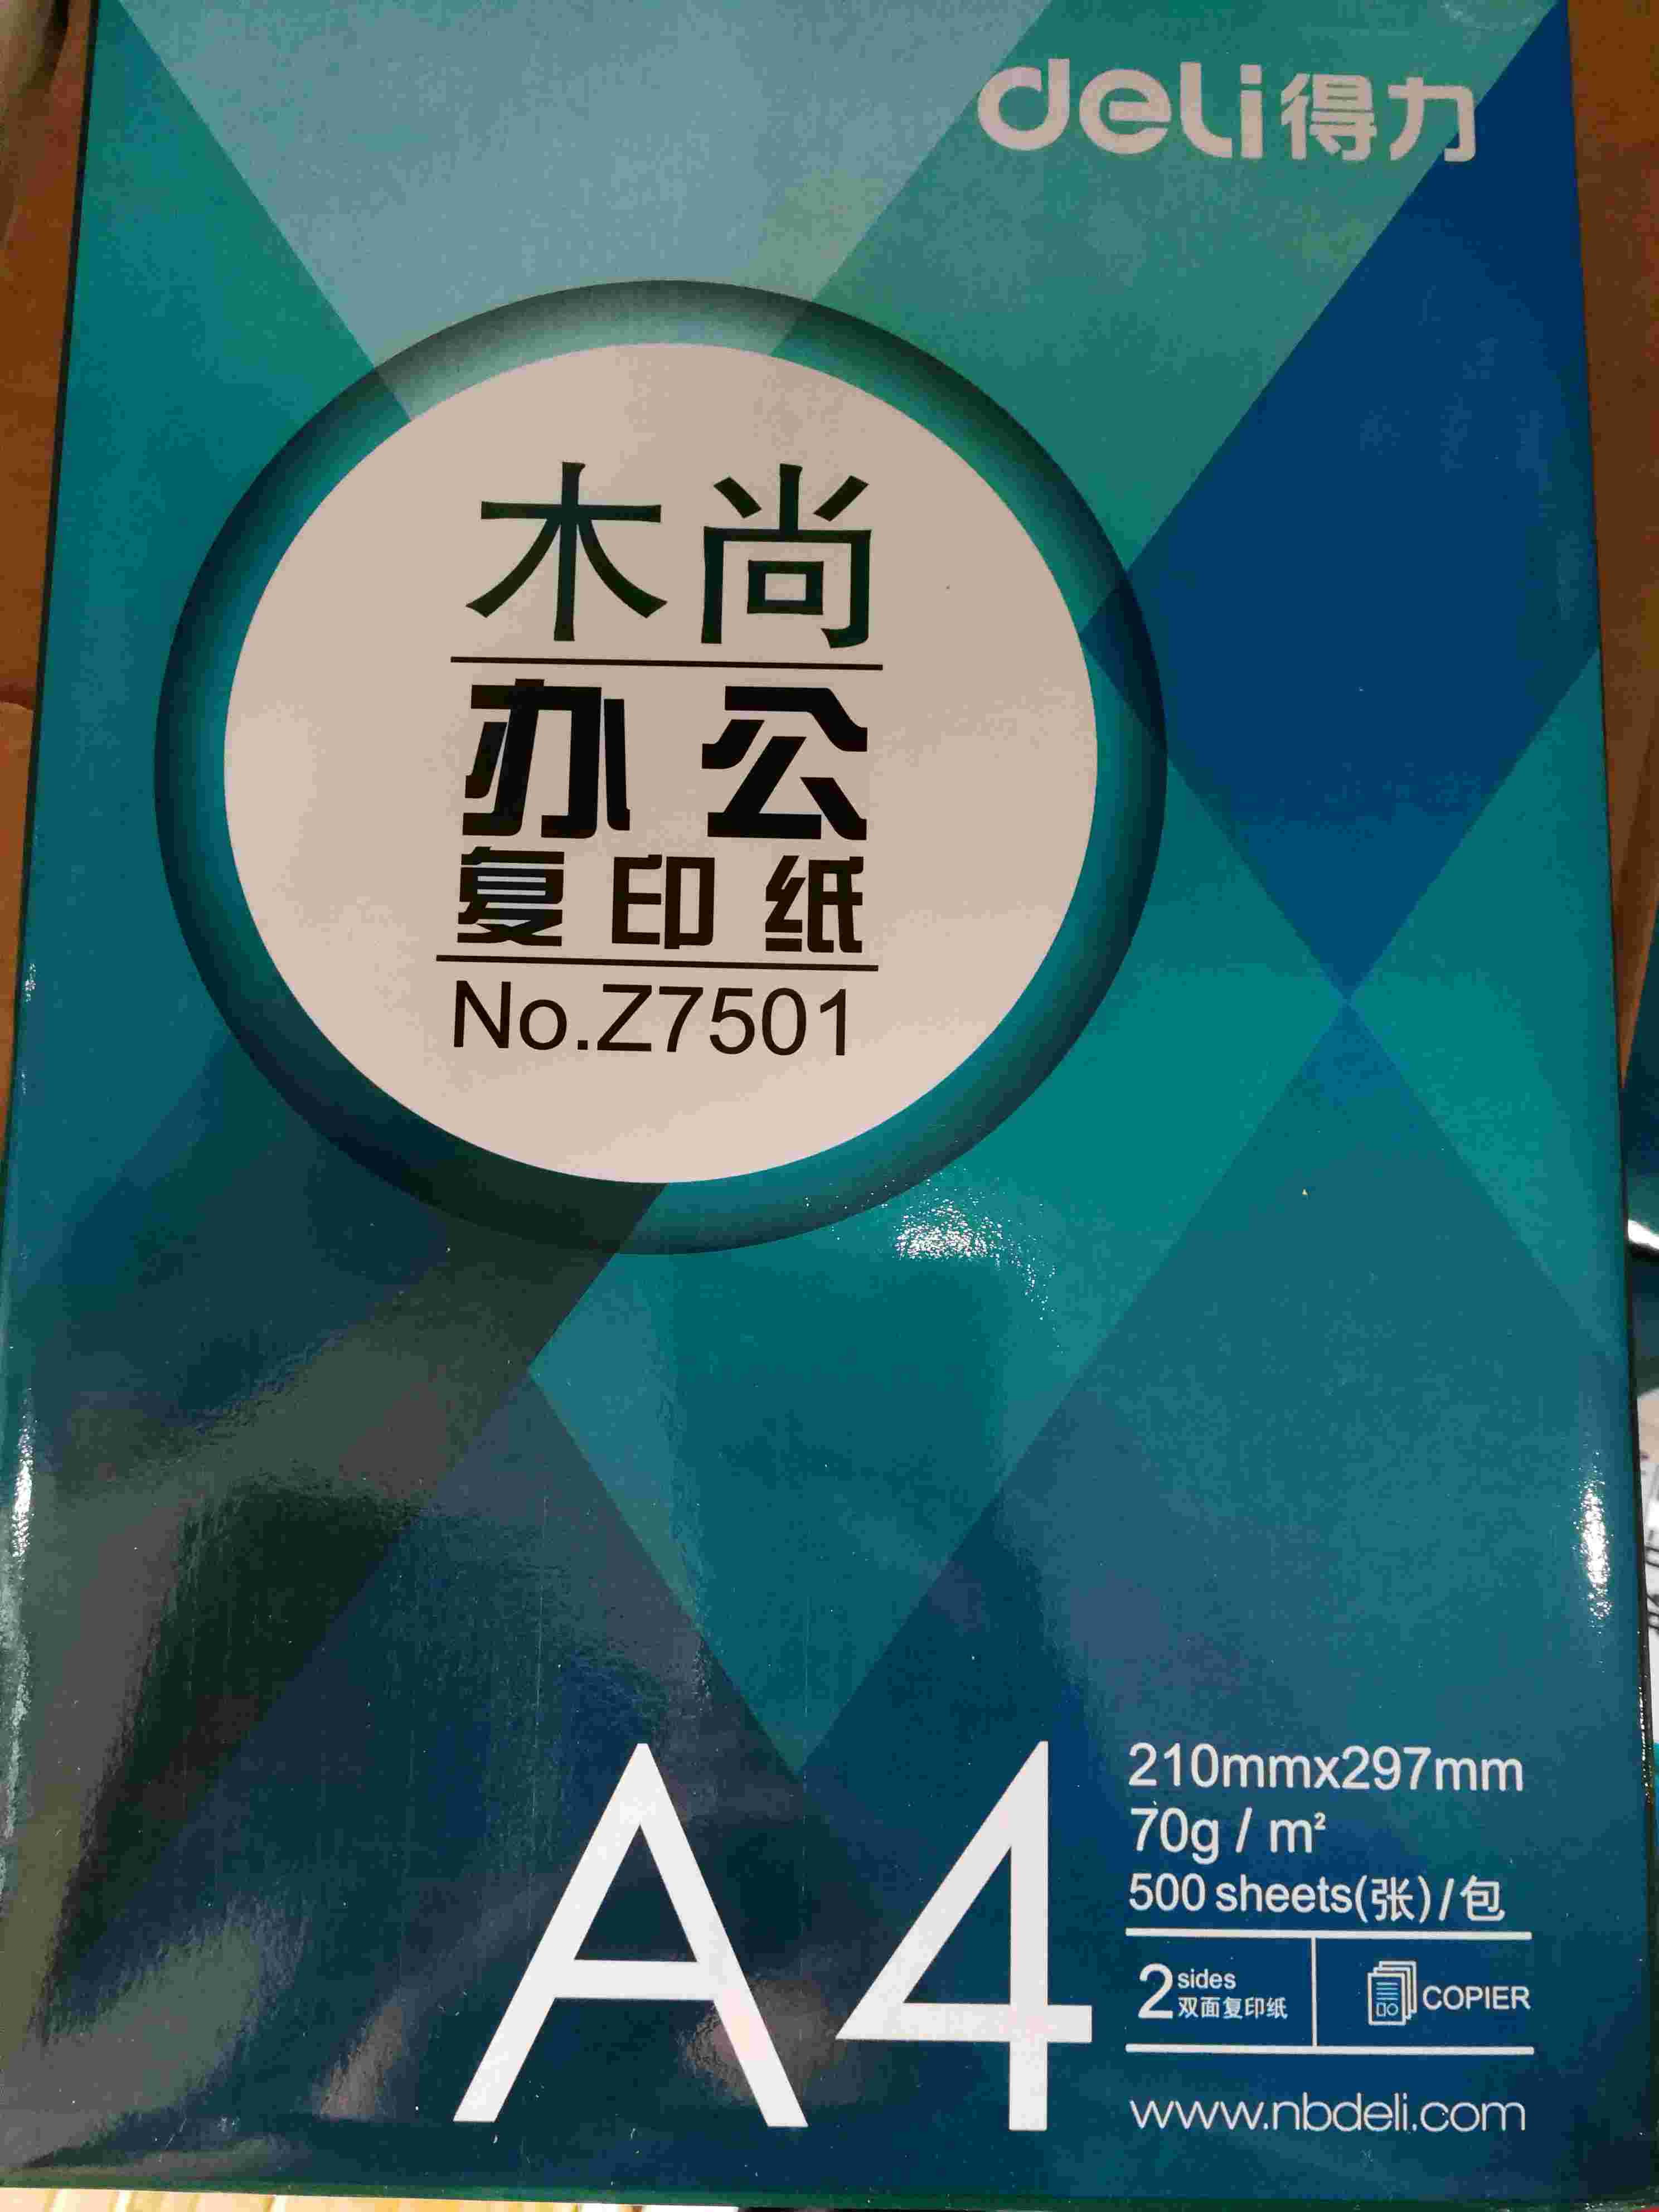 deli得力
木尚
办公
复印纸
No.Z7501
A4
210mmx297mm
70g / m²
500 sheets(张)/包
2 sides
双面复印纸
COPIER
www.nbdeli.com